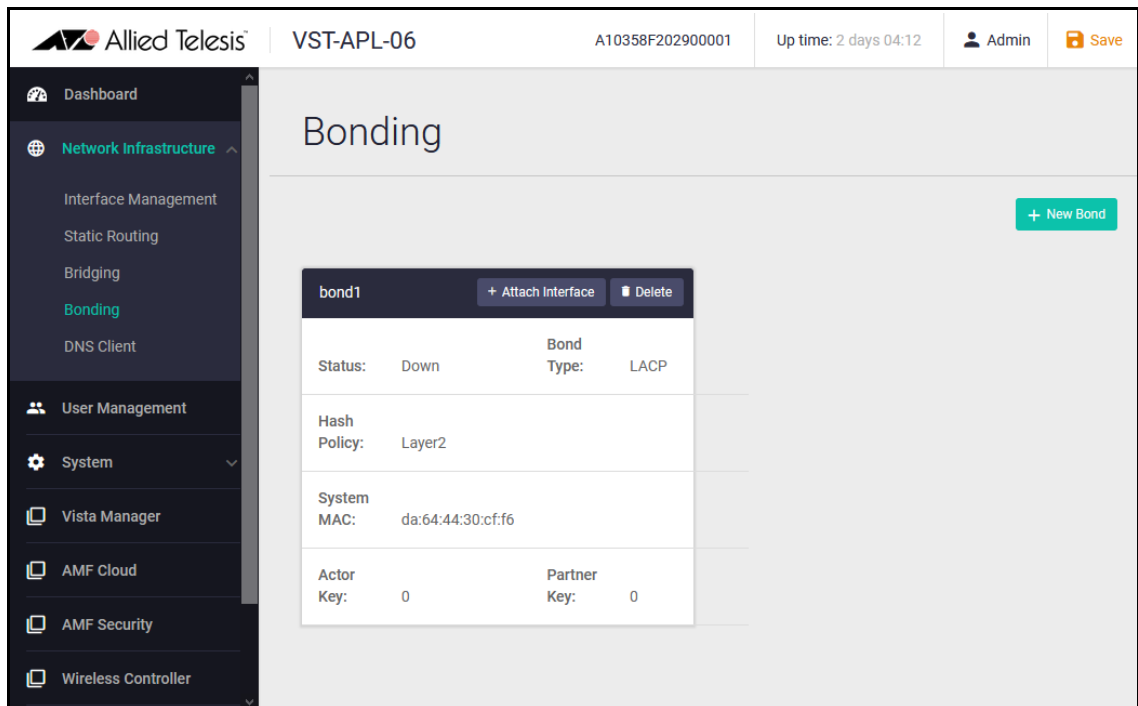 Allied Telesis
VST-APL-06
A10358F202900001
Up time: 2 days 04:12
Admin
Save
Dashboard
Network Infrastructure
Interface Management
Static Routing
Bridging
Bonding
DNS Client
User Management
System
Vista Manager
AMF Cloud
AMF Security
Wireless Controller
Bonding
+ New Bond
bond1
+ Attach Interface
Delete
Status: Down
Bond
Type: LACP
Hash
Policy: Layer2
System
MAC: da:64:44:30:cf:f6
Actor
Key: 0
Partner
Key: 0